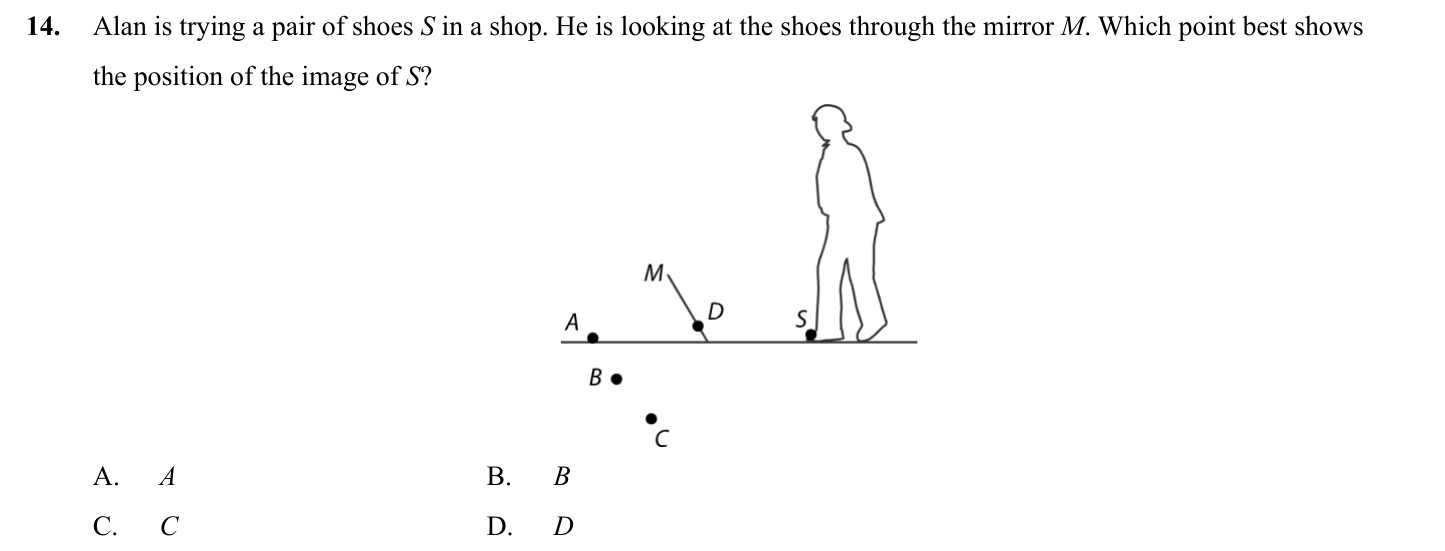 14. Alan is trying a pair of shoes S in a shop. He is looking at the shoes through the mirror M. Which point best shows
the position of the image of S?
M
D
A
S
B
C
A. A B. B
C. C D. D